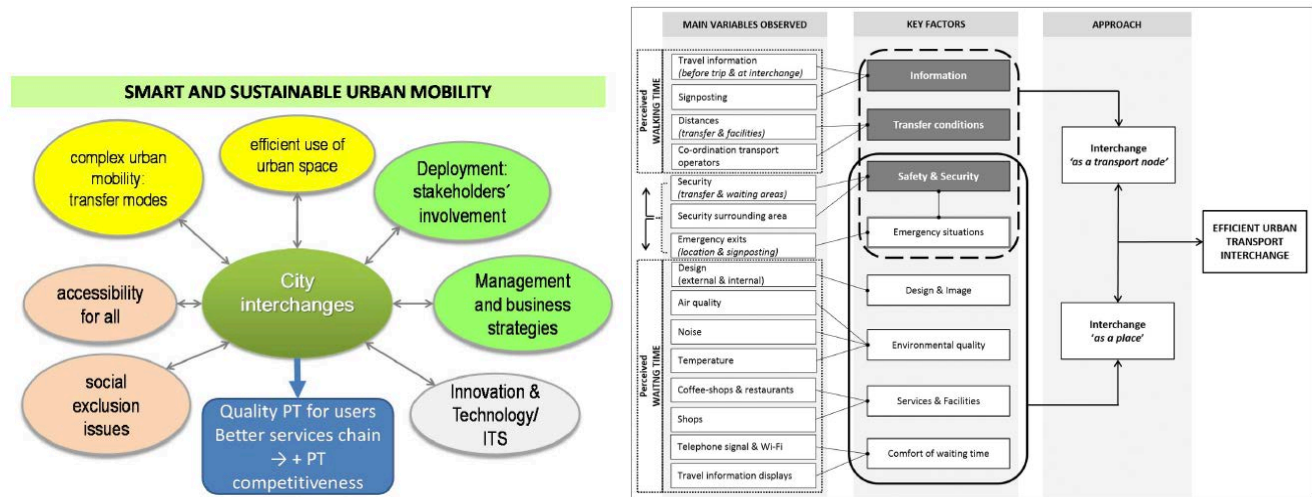 SMART AND SUSTAINABLE URBAN MOBILITY
complex urban
mobility:
transfer modes
efficient use of
urban space
Deployment:
stakeholders´
involvement
City
interchanges
accessibility
for all
Management
and business
strategies
social
exclusion
issues
Innovation &
Technology/
ITS
Quality PT for users
Better services chain
→ + PT
competitiveness
MAIN VARIABLES OBSERVED
KEY FACTORS
APPROACH
Perceived
WALKING TIME
Travel information
(before trip & at interchange)
Signposting
Distances
(transfer & facilities)
Co-ordination transport
operators
Security
(transfer & waiting areas)
Security surrounding area
Emergency exits
(location & signposting)
Perceived
WAITNG TIME
Design
(external & internal)
Air quality
Noise
Temperature
Coffee-shops & restaurants
Shops
Telephone signal & Wi-Fi
Travel information displays
Information
Transfer conditions
Safety & Security
Emergency situations
Design & Image
Environmental quality
Services & Facilities
Comfort of waiting time
Interchange
'as a transport node'
Interchange
'as a place'
EFFICIENT URBAN
TRANSPORT
INTERCHANGE